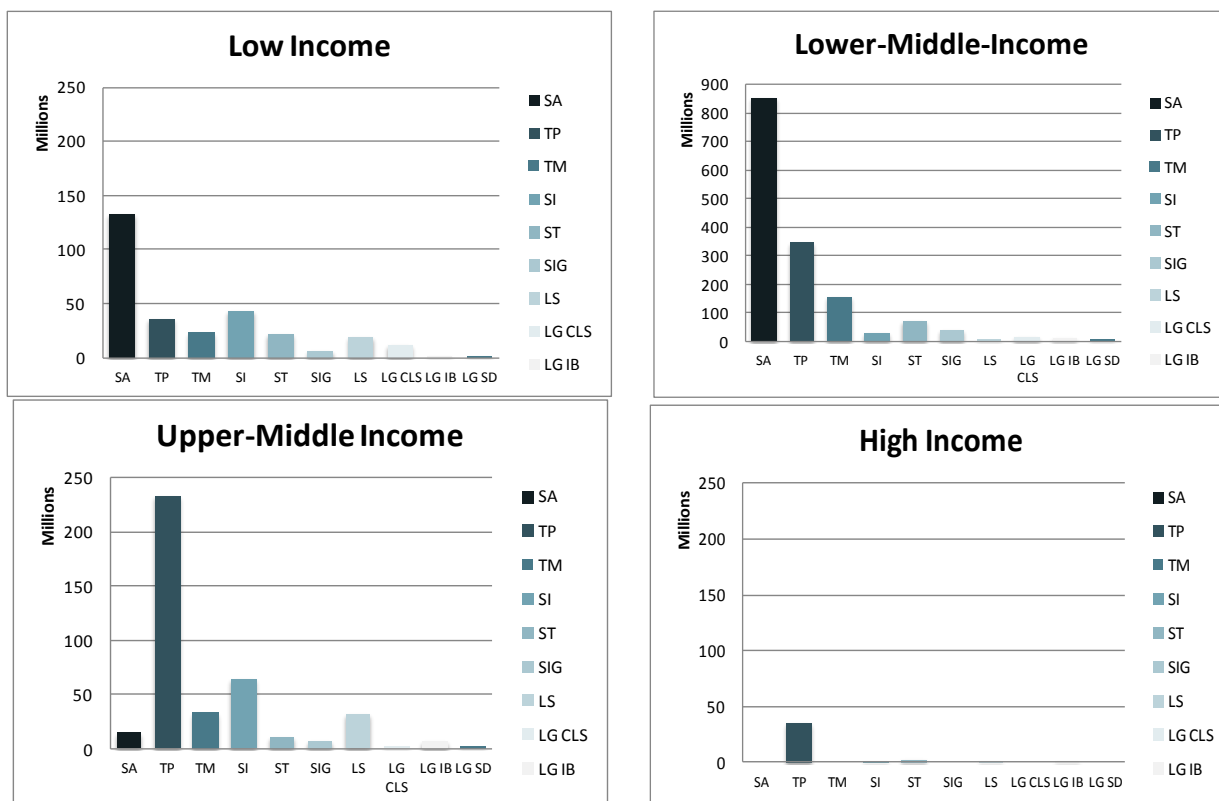 Low Income
Millions
250
200
150
100
50
0
SA TP TM SI ST SIG LS LG CLS LG IB LG SD
SA
TP
TM
SI
ST
SIG
LS
LG CLS
LG IB
Lower-Middle-Income
Millions
900
800
700
600
500
400
300
200
100
0
SA TP TM SI ST SIG LS LG LG IB LG SD
CLS
SA
TP
TM
SI
ST
SIG
LS
LG CLS
LG IB
Upper-Middle Income
Millions
250
200
150
100
50
0
SA TP TM SI ST SIG LS LG LG IB LG SD
CLS
SA
TP
TM
SI
ST
SIG
LS
LG CLS
LG IB
High Income
Millions
250
200
150
100
50
0
SA TP TM SI ST SIG LS LG CLS LG IB LG SD
SA
TP
TM
SI
ST
SIG
LS
LG CLS
LG IB